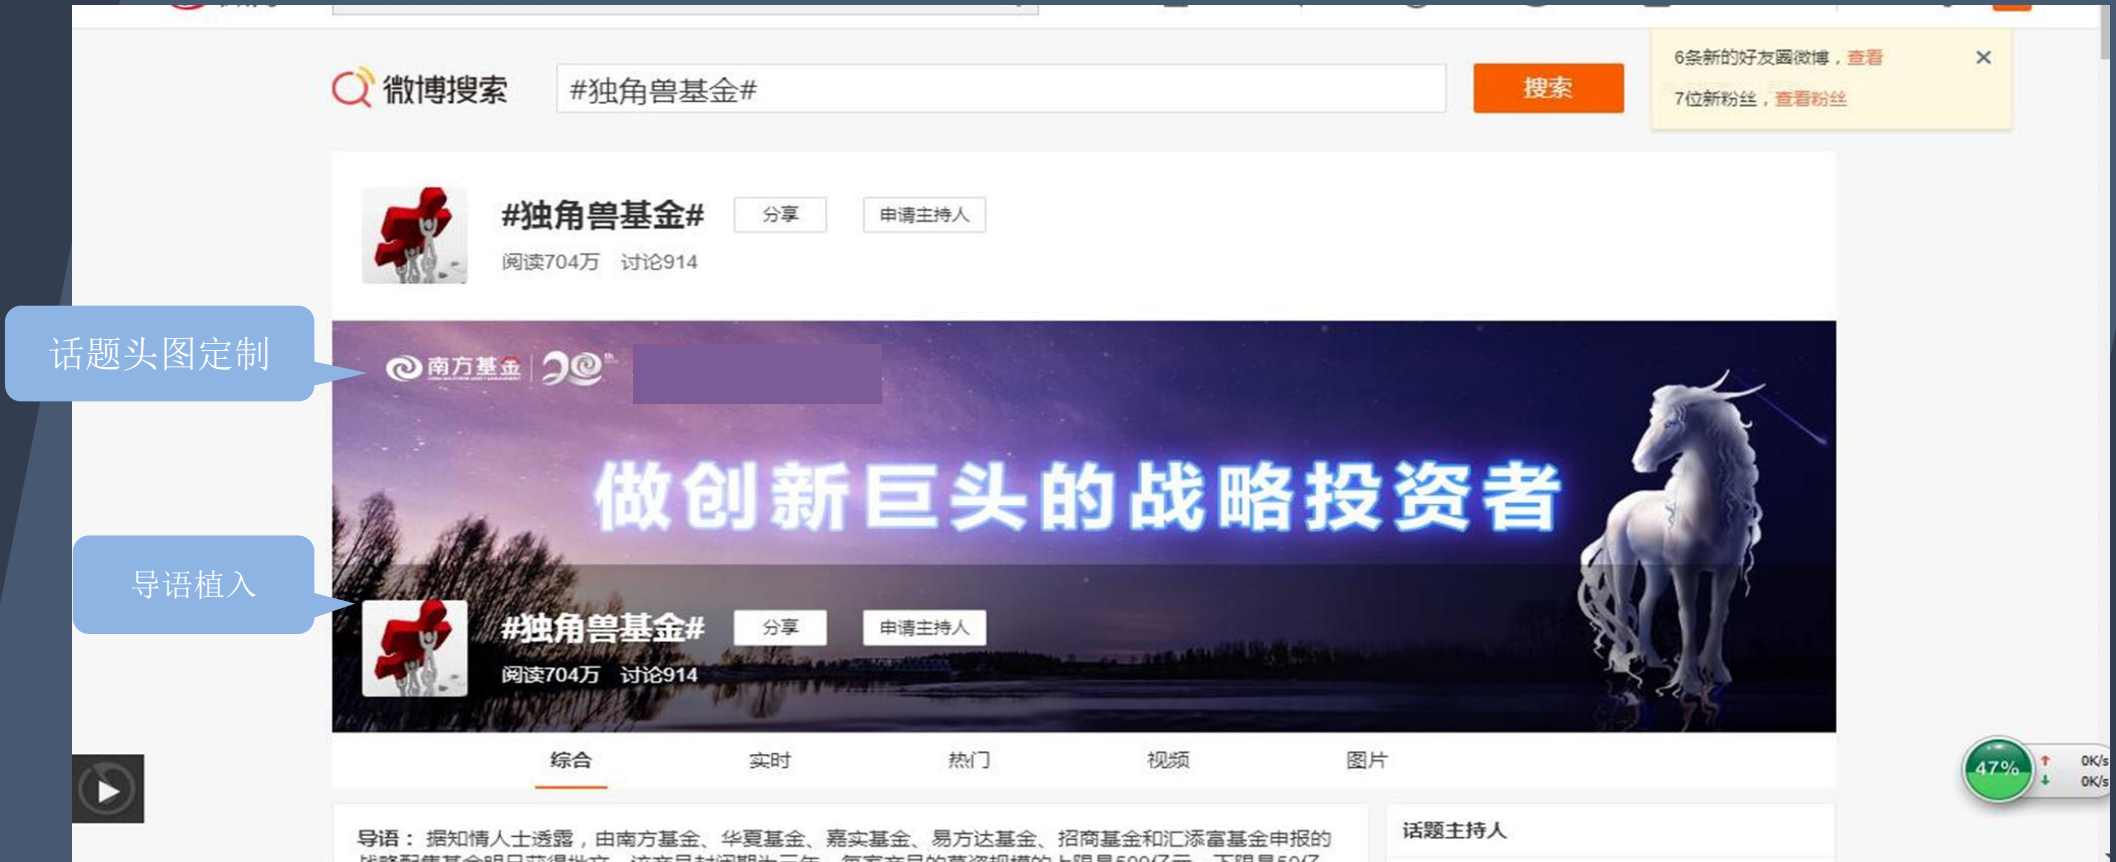 微博搜索
#独角兽基金#
搜索
6条新的好友圈微博，查看
7位新粉丝，查看粉丝
#独角兽基金#
分享
申请主持人
阅读704万 讨论914
话题头图定制
南方基金
20th
做创新巨头的战略投资者
导语植入
#独角兽基金#
分享
申请主持人
阅读704万 讨论914
综合
实时
热门
视频
图片
47%
0K/s
0K/s
导语：据知情人士透露，由南方基金、华夏基金、嘉实基金、易方达基金、招商基金和汇添富基金申报的
话题主持人